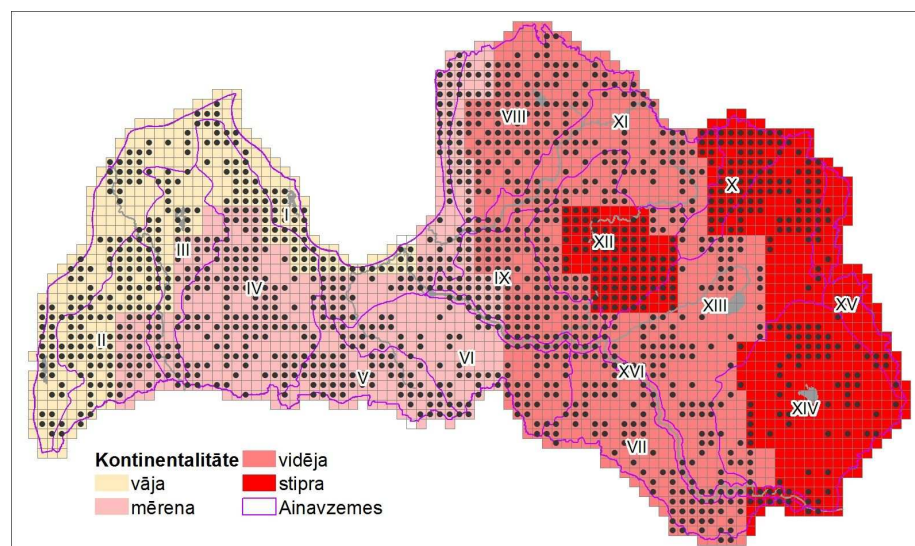 VIII
XI
X
I
III
XII
IV
IX
XIII
XV
II
VI
V
XVI
XIV
VII
Kontinentalitāte
vāja
mērena
vidēja
stipra
Ainavzemes